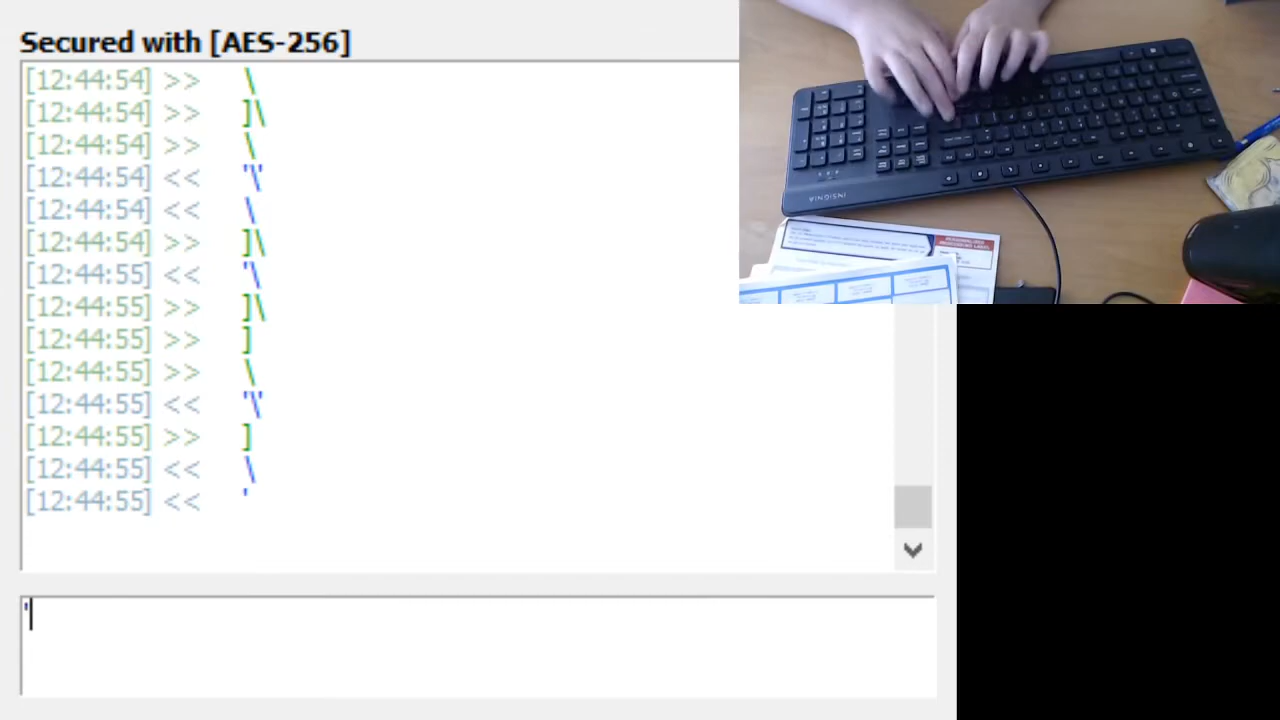 Secured with [AES-256]
[12:44:54] >> \
[12:44:54] >> ]\
[12:44:54] >> \
[12:44:54] << '\'
[12:44:54] << \
[12:44:54] >> ]\
[12:44:55] << '\
[12:44:55] >> ]\
[12:44:55] >> ]
[12:44:55] >> \
[12:44:55] << '\'
[12:44:55] >> ]
[12:44:55] << \
[12:44:55] << '
'
INSIGNIA